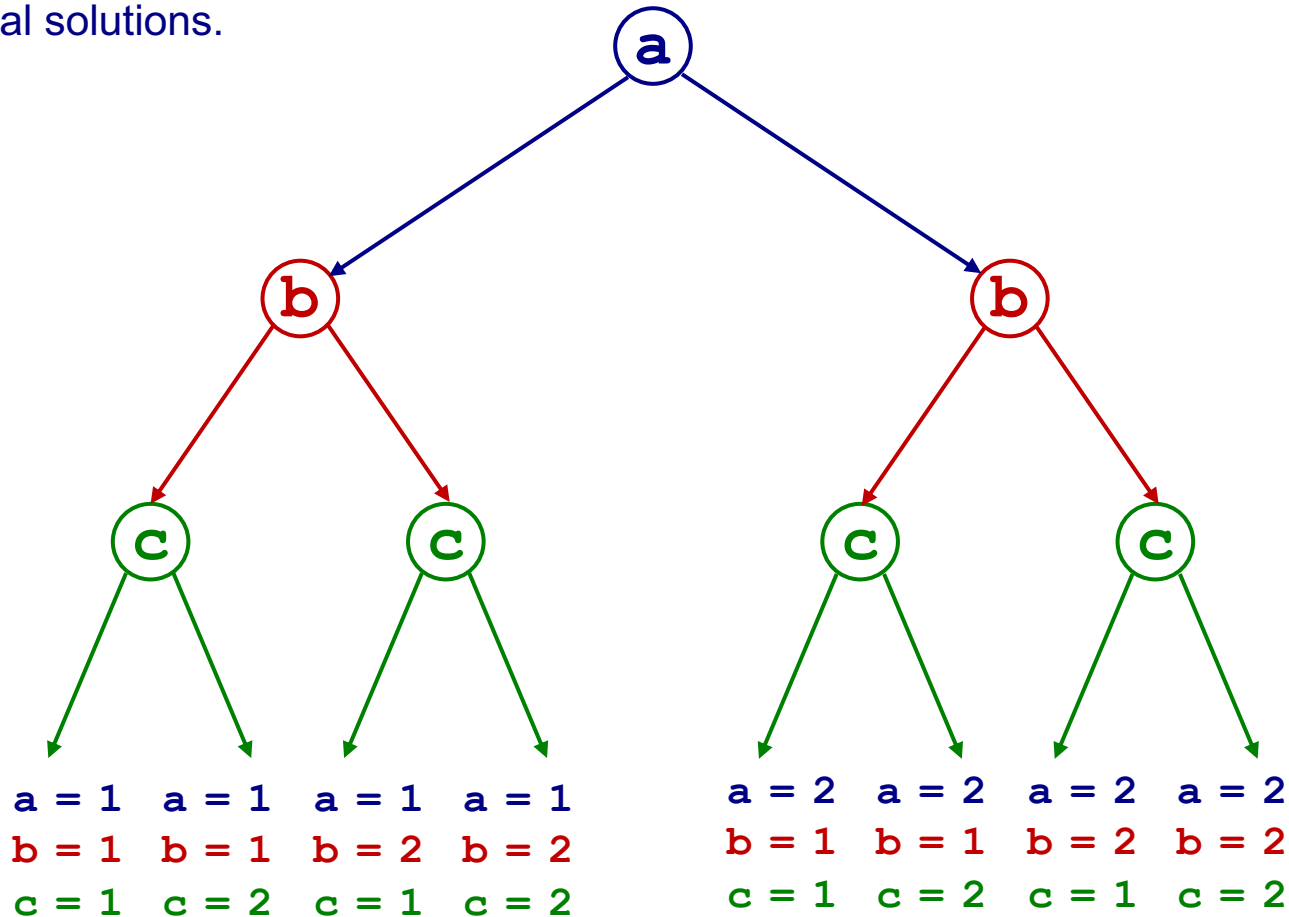 al solutions.
a
b b
c c c c
a = 1 a = 1 a = 1 a = 1 a = 2 a = 2 a = 2 a = 2
b = 1 b = 1 b = 2 b = 2 b = 1 b = 1 b = 2 b = 2
c = 1 c = 2 c = 1 c = 2 c = 1 c = 2 c = 1 c = 2